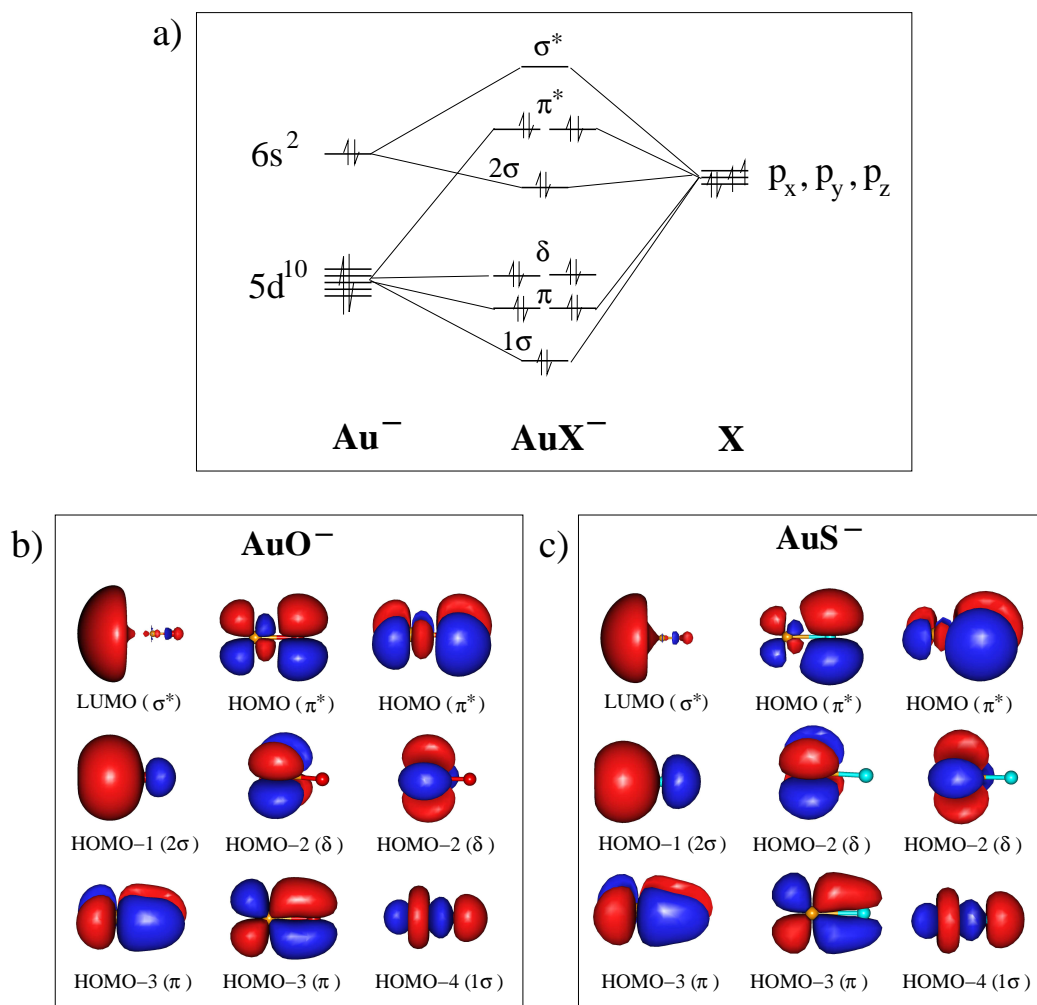 a)
σ*
π*
6s²
2σ
pₓ, p_y, p_z
δ
5d¹⁰
π
1σ
Au⁻ AuX⁻ X
b) AuO⁻
LUMO (σ*) HOMO (π*) HOMO (π*)
HOMO−1 (2σ) HOMO−2 (δ) HOMO−2 (δ)
HOMO−3 (π) HOMO−3 (π) HOMO−4 (1σ)
c) AuS⁻
LUMO (σ*) HOMO (π*) HOMO (π*)
HOMO−1 (2σ) HOMO−2 (δ) HOMO−2 (δ)
HOMO−3 (π) HOMO−3 (π) HOMO−4 (1σ)